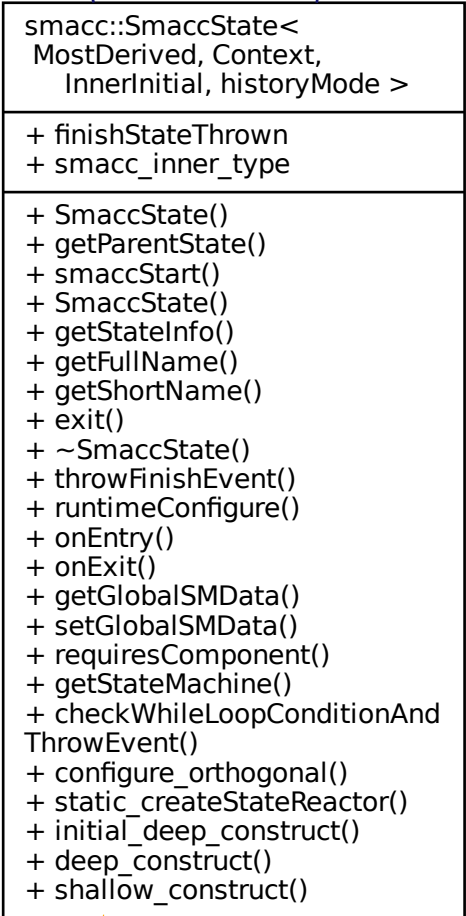 smacc::SmaccState<
MostDerived, Context,
InnerInitial, historyMode >
+ finishStateThrown
+ smacc_inner_type
+ SmaccState()
+ getParentState()
+ smaccStart()
+ SmaccState()
+ getStateInfo()
+ getFullName()
+ getShortName()
+ exit()
+ ~SmaccState()
+ throwFinishEvent()
+ runtimeConfigure()
+ onEntry()
+ onExit()
+ getGlobalSMData()
+ setGlobalSMData()
+ requiresComponent()
+ getStateMachine()
+ checkWhileLoopConditionAnd
ThrowEvent()
+ configure_orthogonal()
+ static_createStateReactor()
+ initial_deep_construct()
+ deep_construct()
+ shallow_construct()